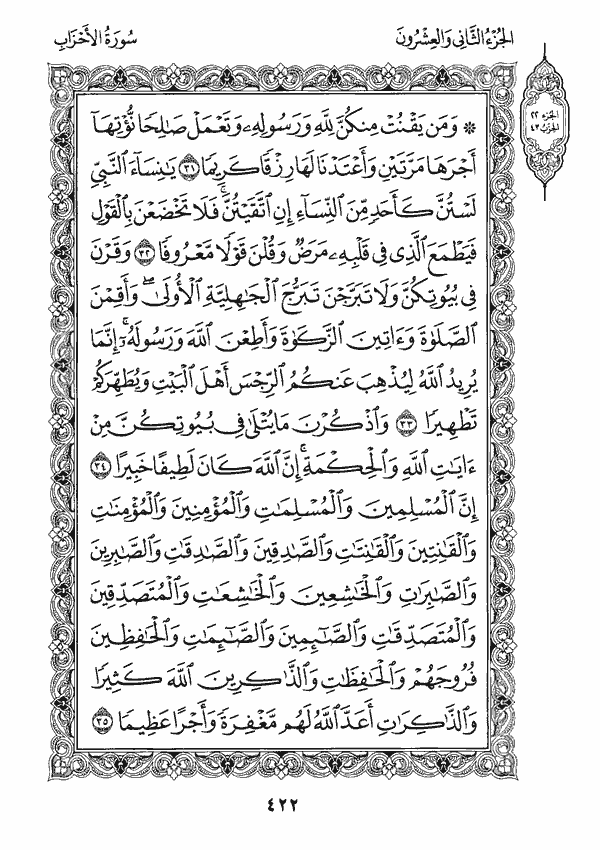 سُورَةُ الأَحْزَابِ
الجُزْءُ الثَّانِي وَالعِشْرُونَ
الجزء ٢٢
الحزب ٤٣
۞ وَمَن يَقْنُتْ مِنكُنَّ لِلَّهِ وَرَسُولِهِۦ وَتَعْمَلْ صَٰلِحًا نُّؤْتِهَآ
أَجْرَهَا مَرَّتَيْنِ وَأَعْتَدْنَا لَهَا رِزْقًا كَرِيمًا ٣١ يَٰنِسَآءَ ٱلنَّبِيِّ
لَسْتُنَّ كَأَحَدٍ مِّنَ ٱلنِّسَآءِ إِنِ ٱتَّقَيْتُنَّۚ فَلَا تَخْضَعْنَ بِٱلْقَوْلِ
فَيَطْمَعَ ٱلَّذِى فِى قَلْبِهِۦ مَرَضٌ وَقُلْنَ قَوْلًا مَّعْرُوفًا ٣٢ وَقَرْنَ
فِى بُيُوتِكُنَّ وَلَا تَبَرَّجْنَ تَبَرُّجَ ٱلْجَٰهِلِيَّةِ ٱلْأُولَىٰۖ وَأَقِمْنَ
ٱلصَّلَوٰةَ وَءَاتِينَ ٱلزَّكَوٰةَ وَأَطِعْنَ ٱللَّهَ وَرَسُولَهُۥٓۚ إِنَّمَا
يُرِيدُ ٱللَّهُ لِيُذْهِبَ عَنكُمُ ٱلرِّجْسَ أَهْلَ ٱلْبَيْتِ وَيُطَهِّرَكُمْ
تَطْهِيرًا ٣٣ وَٱذْكُرْنَ مَا يُتْلَىٰ فِى بُيُوتِكُنَّ مِنْ
ءَايَٰتِ ٱللَّهِ وَٱلْحِكْمَةِۚ إِنَّ ٱللَّهَ كَانَ لَطِيفًا خَبِيرًا ٣٤
إِنَّ ٱلْمُسْلِمِينَ وَٱلْمُسْلِمَٰتِ وَٱلْمُؤْمِنِينَ وَٱلْمُؤْمِنَٰتِ
وَٱلْقَٰنِتِينَ وَٱلْقَٰنِتَٰتِ وَٱلصَّٰدِقِينَ وَٱلصَّٰدِقَٰتِ وَٱلصَّٰبِرِينَ
وَٱلصَّٰبِرَٰتِ وَٱلْخَٰشِعِينَ وَٱلْخَٰشِعَٰتِ وَٱلْمُتَصَدِّقِينَ
وَٱلْمُتَصَدِّقَٰتِ وَٱلصَّٰٓئِمِينَ وَٱلصَّٰٓئِمَٰتِ وَٱلْحَٰفِظِينَ
فُرُوجَهُمْ وَٱلْحَٰفِظَٰتِ وَٱلذَّٰكِرِينَ ٱللَّهَ كَثِيرًا
وَٱلذَّٰكِرَٰتِ أَعَدَّ ٱللَّهُ لَهُم مَّغْفِرَةً وَأَجْرًا عَظِيمًا ٣٥
٤٢٢